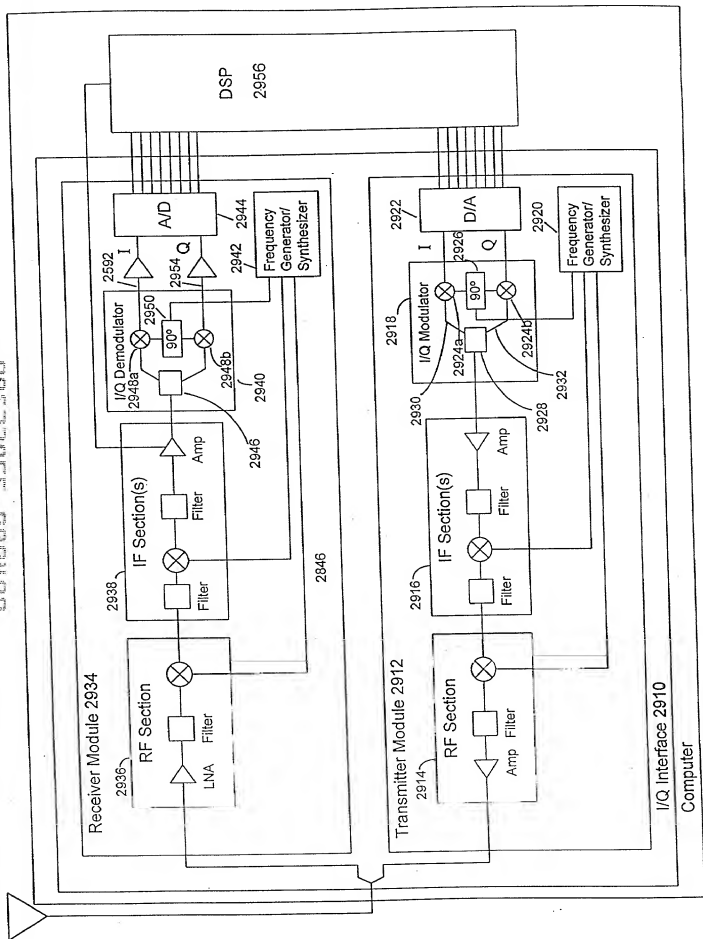 DSP
2956
A/D
2944
I
Q
2592
2954
2942
Frequency
Generator/
Synthesizer
I/Q Demodulator
2950
90º
2948a
2948b
2940
2946
Amp
IF Section(s)
2938
Filter
Filter
2846
Receiver Module 2934
RF Section
2936
Filter
LNA
D/A
2922
I
Q
2926
2920
Frequency
Generator/
Synthesizer
2918
I/Q Modulator
90º
2924a
2924b
2930
2932
2928
Amp
IF Section(s)
2916
Filter
Filter
Transmitter Module 2912
RF Section
2914
Amp
Filter
I/Q Interface 2910
Computer